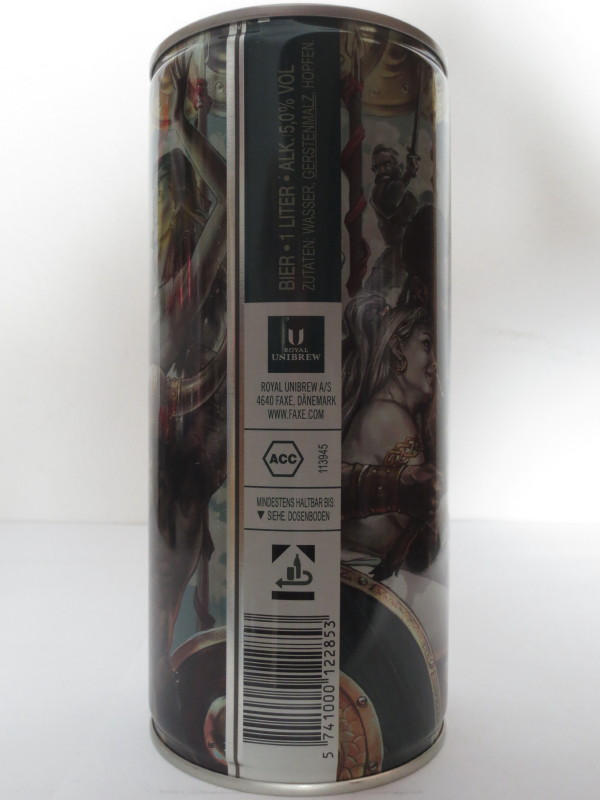 BIER • 1 LITER • ALK. 5,0% VOL
ZUTATEN: WASSER, GERSTENMALZ, HOPFEN.
ROYAL
UNIBREW
ROYAL UNIBREW A/S
4640 FAXE, DÄNEMARK
WWW.FAXE.COM
ACC
113945
MINDESTENS HALTBAR BIS:
▼ SIEHE DOSENBODEN
5 741000 122853